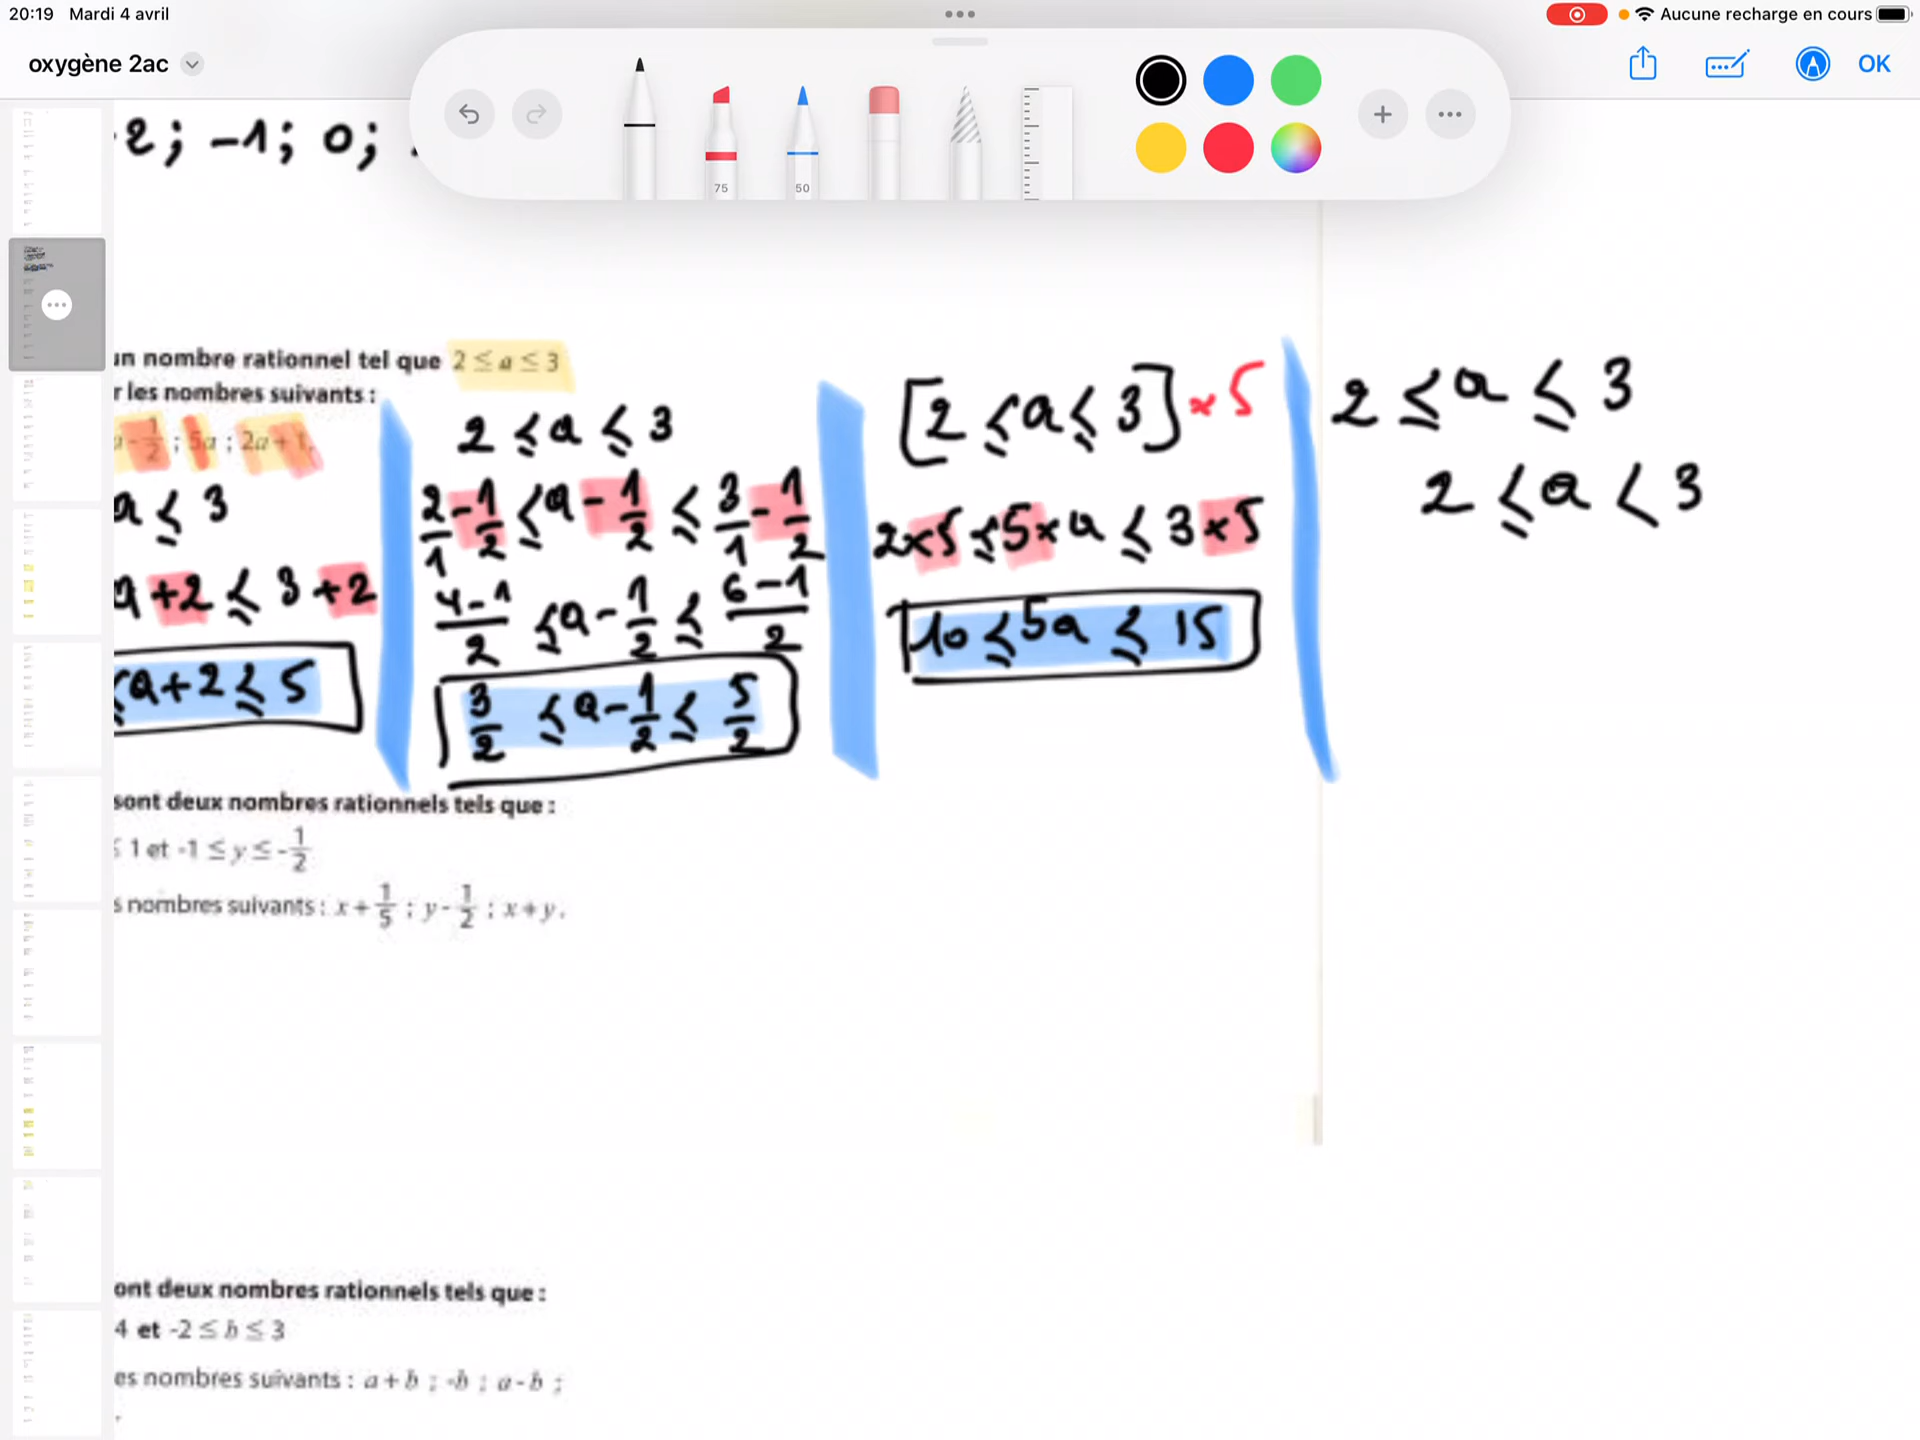 20:19 Mardi 4 avril
Aucune recharge en cours
oxygène 2ac
OK
75
50
2; -1; 0;
un nombre rationnel tel que 2 ≤ a ≤ 3
r les nombres suivants :
- 1/2 ; 5a ; 2a + 1.
a ≤ 3
a +2 ≤ 3 +2
≤ a+2 ≤ 5
2 ≤ a ≤ 3
2/1 - 1/2 ≤ a - 1/2 ≤ 3/1 - 1/2
4-1/2 ≤ a - 1/2 ≤ 6-1/2
3/2 ≤ a - 1/2 ≤ 5/2
[2 ≤ a ≤ 3] × 5
2×5 ≤ 5×a ≤ 3×5
10 ≤ 5a ≤ 15
2 ≤ a ≤ 3
2 ≤ a < 3
sont deux nombres rationnels tels que :
≤ 1 et -1 ≤ y ≤ - 1/2
s nombres suivants : x + 1/5 ; y - 1/2 ; x + y.
ont deux nombres rationnels tels que :
4 et -2 ≤ b ≤ 3
es nombres suivants : a + b ; -b ; a - b ;